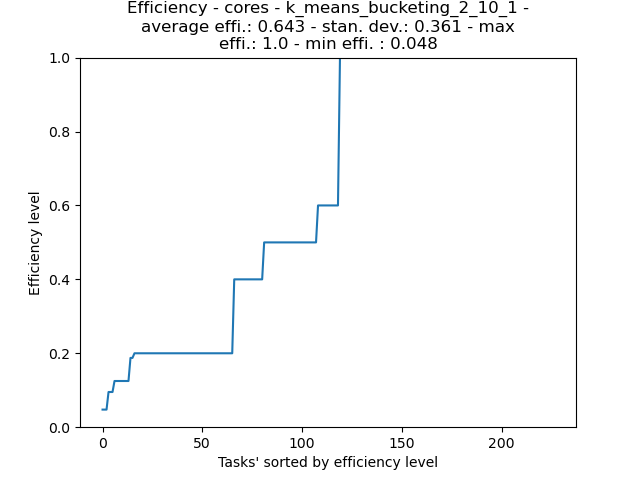 Efficiency - cores - k_means_bucketing_2_10_1 -
average effi.: 0.643 - stan. dev.: 0.361 - max
effi.: 1.0 - min effi. : 0.048
1.0
0.8
0.6
0.4
0.2
0.0
Efficiency level
0 50 100 150 200
Tasks' sorted by efficiency level